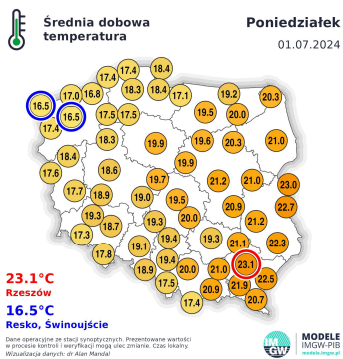 Średnia dobowa
temperatura
Poniedziałek
01.07.2024
17.4 17.4 18.4
16.5 17.0 16.8 18.3 18.4 17.1 19.2 20.3
16.5 17.5 17.5 19.5 20.0
17.4 18.3 19.9 19.6 20.3 21.0
18.4 19.9
17.6 18.6 19.7 21.2 21.0 23.0
17.7 18.9 19.0 19.5 20.9 22.7
19.3 20.0 21.2
17.3 18.7 19.3 19.4 19.3 21.1 22.3
17.8 19.1 19.4
18.9 20.0 21.0 23.1
17.5 20.9 21.9 22.5
17.4 20.7
23.1°C
Rzeszów
16.5°C
Resko, Świnoujście
Dane operacyjne ze stacji synoptycznych. Prezentowane wartości
w procesie kontroli i weryfikacji mogą ulec zmianie. Czas lokalny.
Wizualizacja danych: dr Alan Mandal
IM
GW
MODELE
IMGW-PIB
modele.imgw.pl